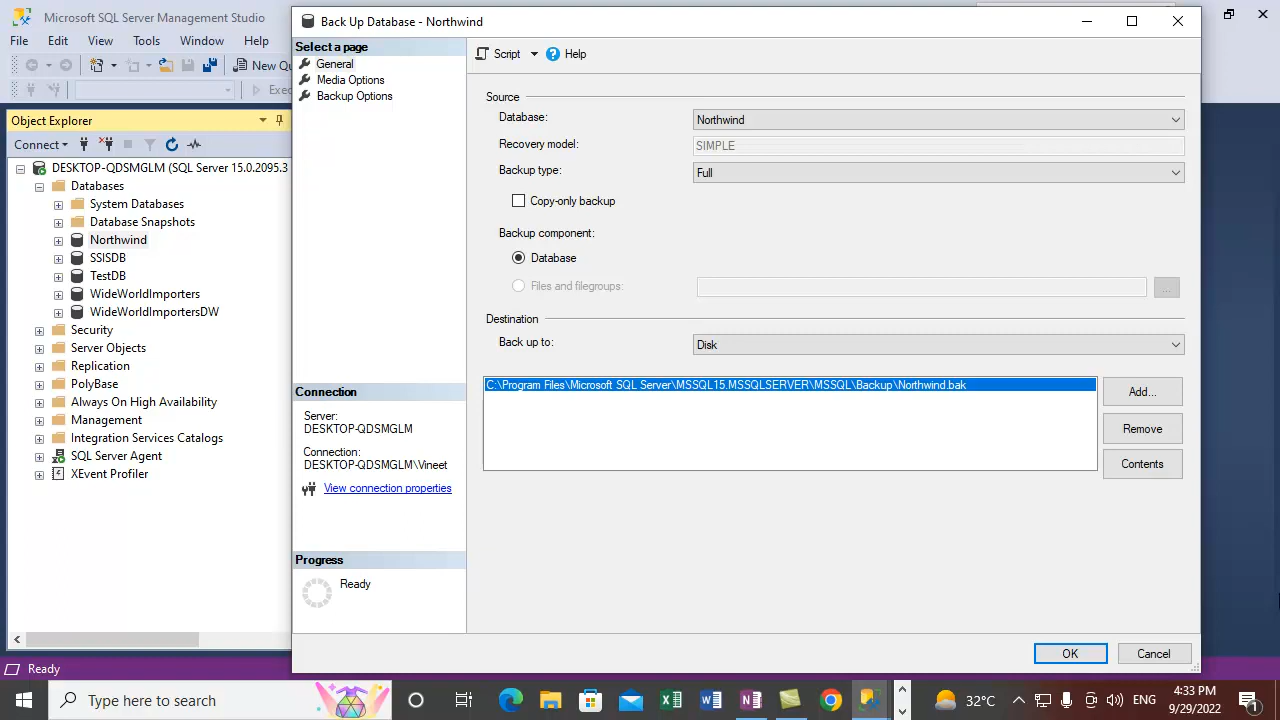 Microsoft SQL Server Management Studio
File Edit View Tools Window Help
New Qu
Exec
Object Explorer
Connect
DESKTOP-QDSMGLM (SQL Server 15.0.2095.3
Databases
System Databases
Database Snapshots
Northwind
SSISDB
TestDB
WideWorldImporters
WideWorldImportersDW
Security
Server Objects
Replication
PolyBase
Always On High Availability
Management
Integration Services Catalogs
SQL Server Agent
XEvent Profiler
Back Up Database - Northwind
Select a page
General
Media Options
Backup Options
Connection
Server:
DESKTOP-QDSMGLM
Connection:
DESKTOP-QDSMGLM\Vineet
View connection properties
Progress
Ready
Script Help
Source
Database: Northwind
Recovery model: SIMPLE
Backup type: Full
Copy-only backup
Backup component:
Database
Files and filegroups: ...
Destination
Back up to: Disk
C:\Program Files\Microsoft SQL Server\MSSQL15.MSSQLSERVER\MSSQL\Backup\Northwind.bak
Add...
Remove
Contents
OK Cancel
Ready
Type here to search
32°C
ENG
4:33 PM
9/29/2022
1